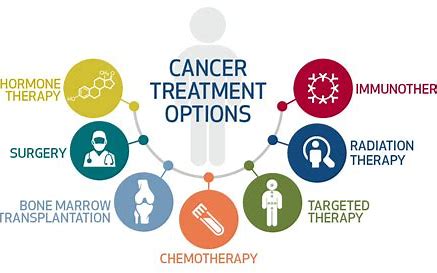 CANCER
TREATMENT
OPTIONS
HORMONE
THERAPY
SURGERY
BONE MARROW
TRANSPLANTATION
CHEMOTHERAPY
TARGETED
THERAPY
RADIATION
THERAPY
IMMUNOTHER